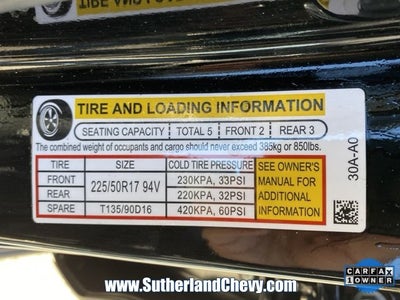 TIRE AND LOADING INFORMATION
SEATING CAPACITY TOTAL 5 FRONT 2 REAR 3
The combined weight of occupants and cargo should never exceed 385kg or 850lbs.
TIRE SIZE COLD TIRE PRESSURE
FRONT 225/50R17 94V 230KPA, 33PSI
REAR 220KPA, 32PSI
SPARE T135/90D16 420KPA, 60PSI
SEE OWNER'S
MANUAL FOR
ADDITIONAL
INFORMATION
30A-A0
www.SutherlandChevy.com
CARFAX
1 OWNER